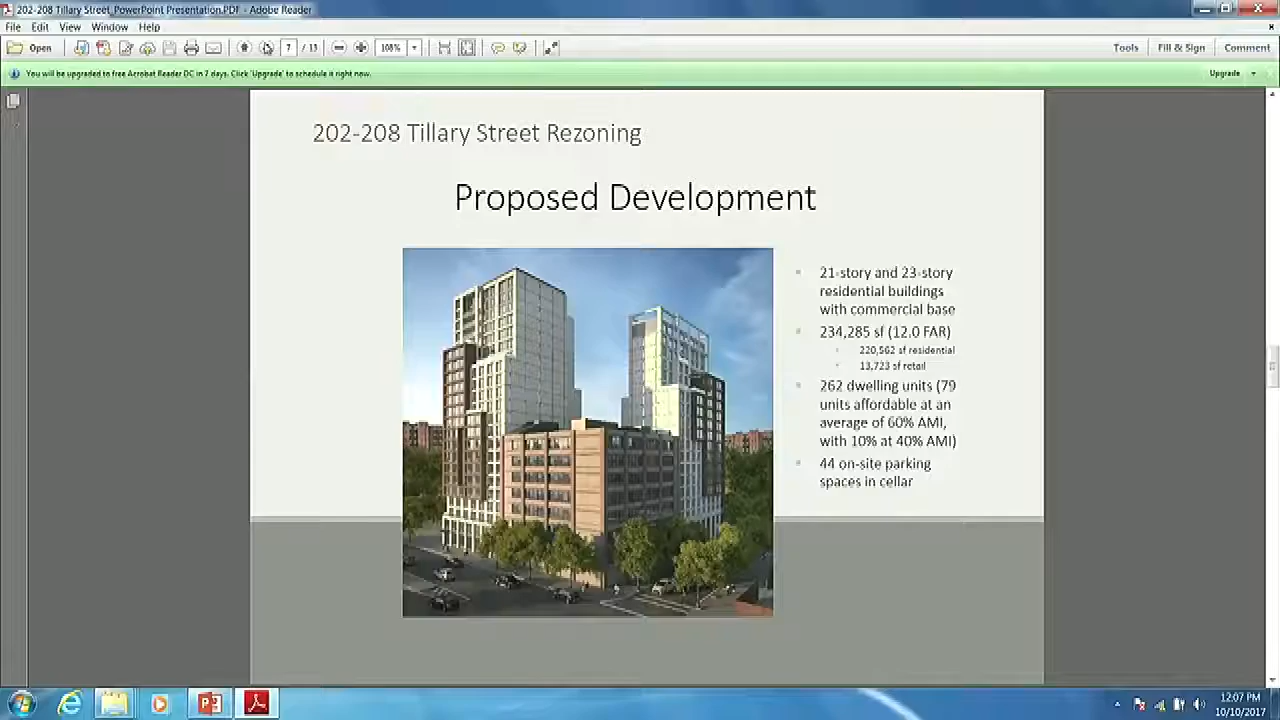 202-208 Tillary Street_PowerPoint Presentation.PDF - Adobe Reader
File Edit View Window Help
Open 7 / 13 108% Tools Fill & Sign Comment
You will be upgraded to free Acrobat Reader DC in 7 days. Click 'Upgrade' to schedule it right now. Upgrade
202-208 Tillary Street Rezoning
Proposed Development
21-story and 23-story
residential buildings
with commercial base
234,285 sf (12.0 FAR)
220,562 sf residential
13,723 sf retail
262 dwelling units (79
units affordable at an
average of 60% AMI,
with 10% at 40% AMI)
44 on-site parking
spaces in cellar
12:07 PM
10/10/2017